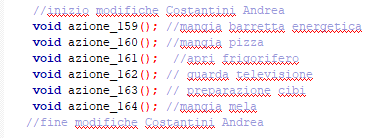 //inizio modifiche Costantini Andrea
void azione_159(); //mangia barretta energetica
void azione_160(); //mangia pizza
void azione_161(); //apri frigorifero
void azione_162(); // guarda televisione
void azione_163(); // preparazione cibi
void azione_164(); //mangia mela
//fine modifiche Costantini Andrea